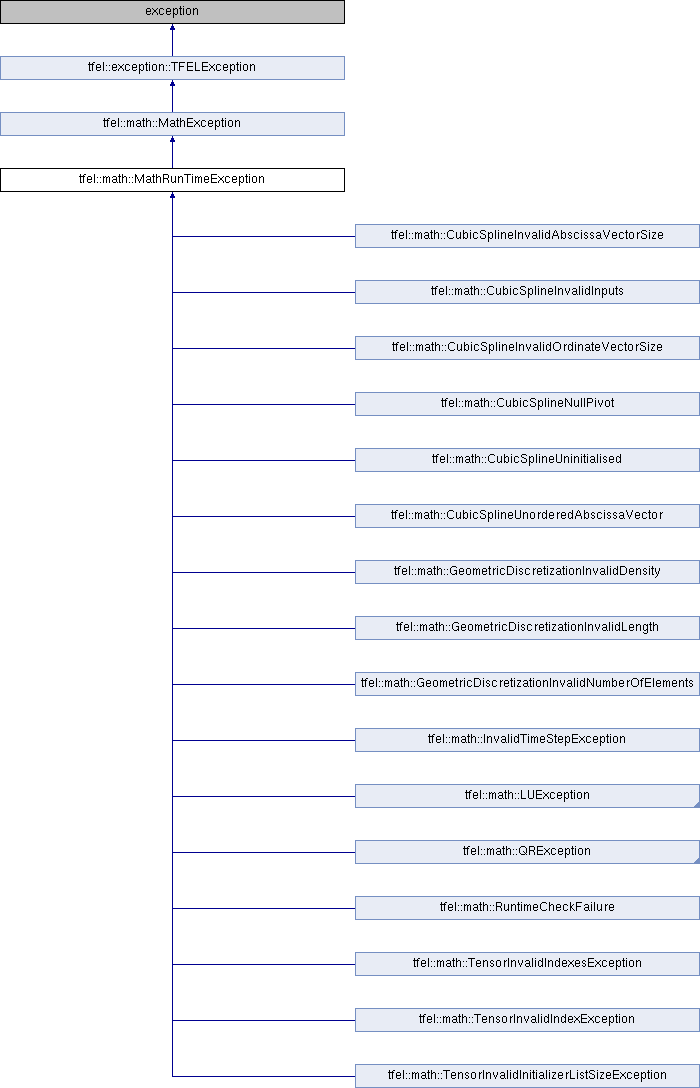 exception
tfel::exception::TFELException
tfel::math::MathException
tfel::math::MathRunTimeException
tfel::math::CubicSplineInvalidAbscissaVectorSize
tfel::math::CubicSplineInvalidInputs
tfel::math::CubicSplineInvalidOrdinateVectorSize
tfel::math::CubicSplineNullPivot
tfel::math::CubicSplineUninitialised
tfel::math::CubicSplineUnorderedAbscissaVector
tfel::math::GeometricDiscretizationInvalidDensity
tfel::math::GeometricDiscretizationInvalidLength
tfel::math::GeometricDiscretizationInvalidNumberOfElements
tfel::math::InvalidTimeStepException
tfel::math::LUException
tfel::math::QRException
tfel::math::RuntimeCheckFailure
tfel::math::TensorInvalidIndexesException
tfel::math::TensorInvalidIndexException
tfel::math::TensorInvalidInitializerListSizeException